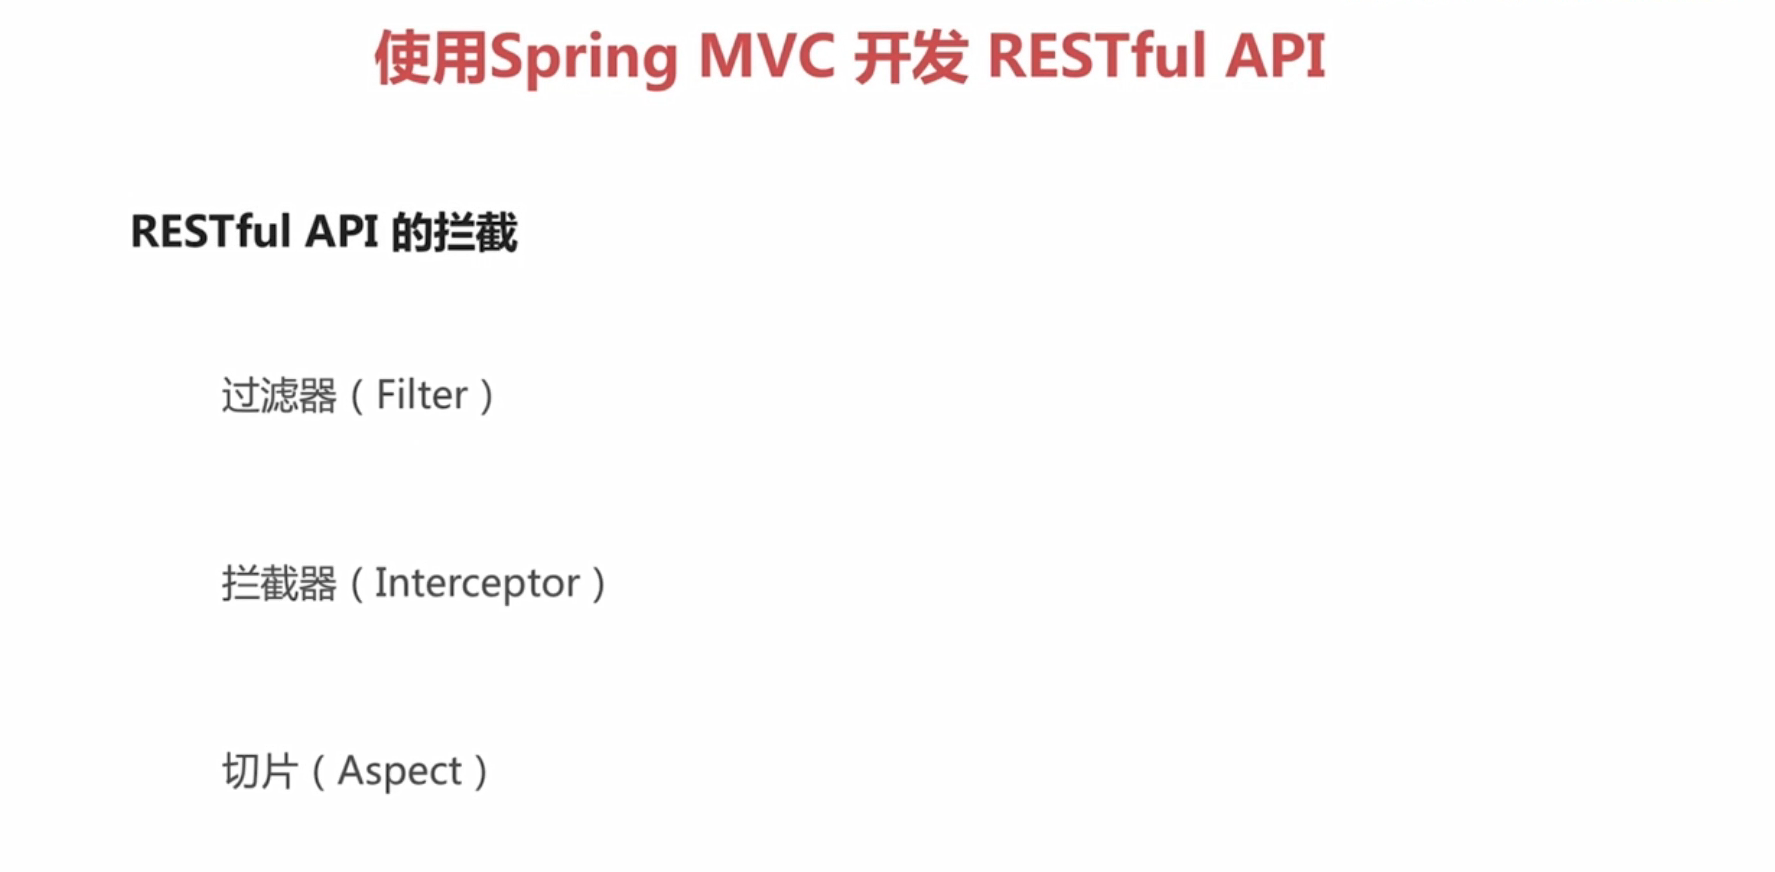 使用Spring MVC 开发 RESTful API
RESTful API 的拦截
过滤器（Filter）
拦截器（Interceptor）
切片（Aspect）